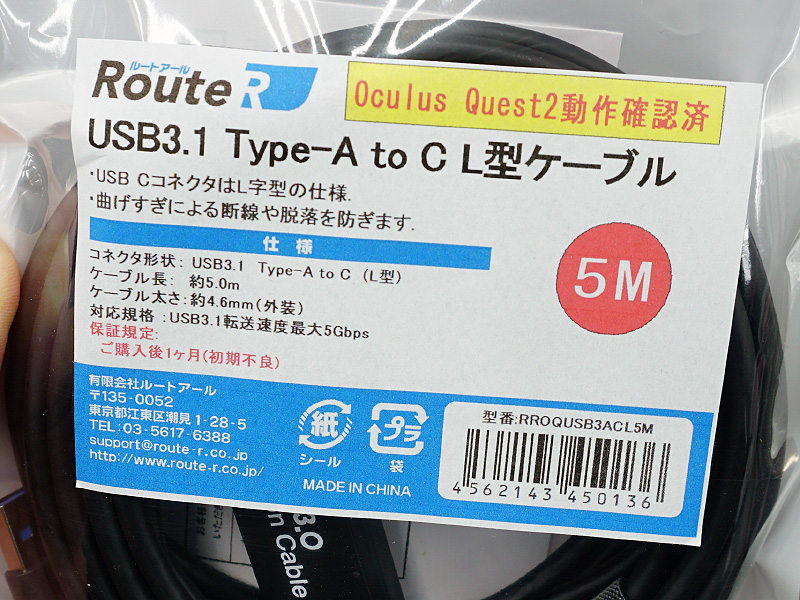 ルートアール
Route R
Oculus Quest2動作確認済
USB3.1 Type-A to C L型ケーブル
・USB CコネクタはL字型の仕様.
・曲げすぎによる断線や脱落を防ぎます.
仕様
コネクタ形状: USB3.1 Type-A to C (L型)
ケーブル長: 約5.0m
ケーブル太さ:約4.6mm(外装)
対応規格:USB3.1転送速度最大5Gbps
保証規定:
ご購入後1ヶ月(初期不良)
5M
有限会社ルートアール
〒135-0052
東京都江東区潮見1-28-5
TEL:03-5617-6388
support@route-r.co.jp
http://www.route-r.co.jp/
紙
シール
プラ
袋
MADE IN CHINA
型番:RROQUSB3ACL5M
4562143 450136
3.0
n Cable